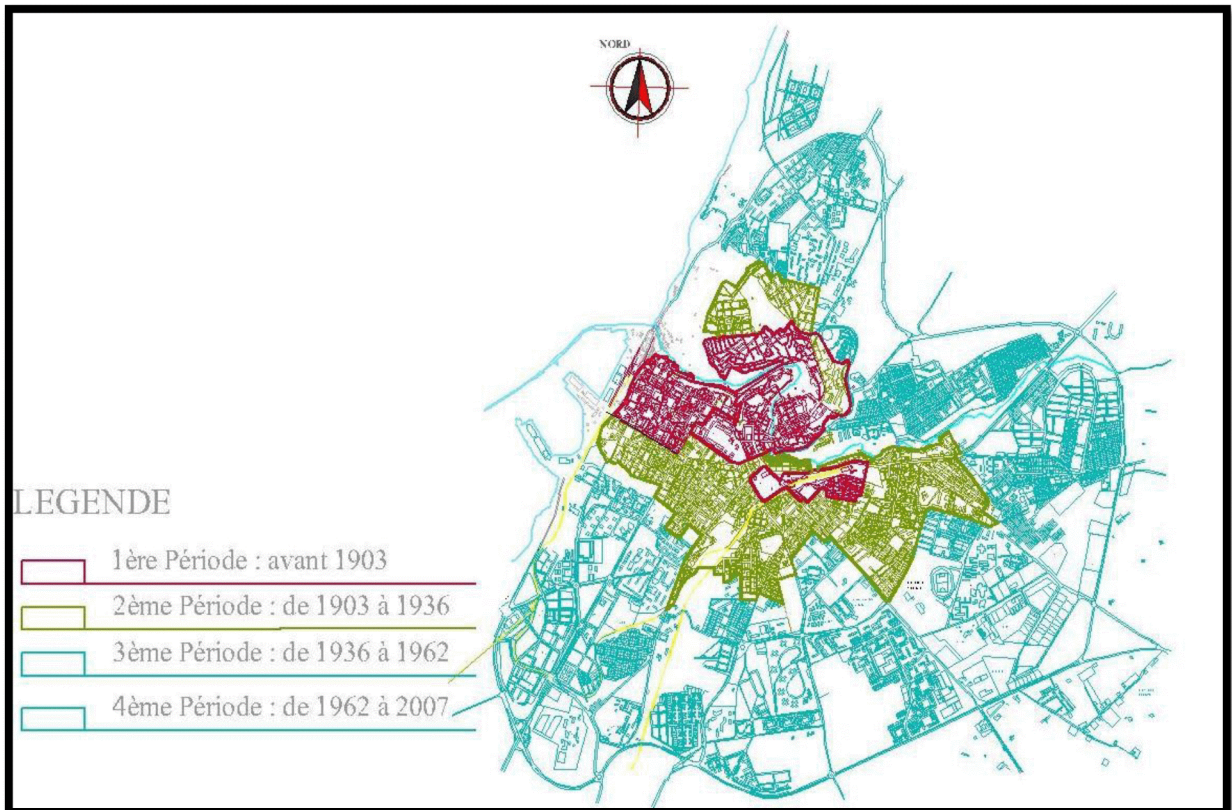 NORD
LEGENDE
1ère Période : avant 1903
2ème Période : de 1903 à 1936
3ème Période : de 1936 à 1962
4ème Période : de 1962 à 2007